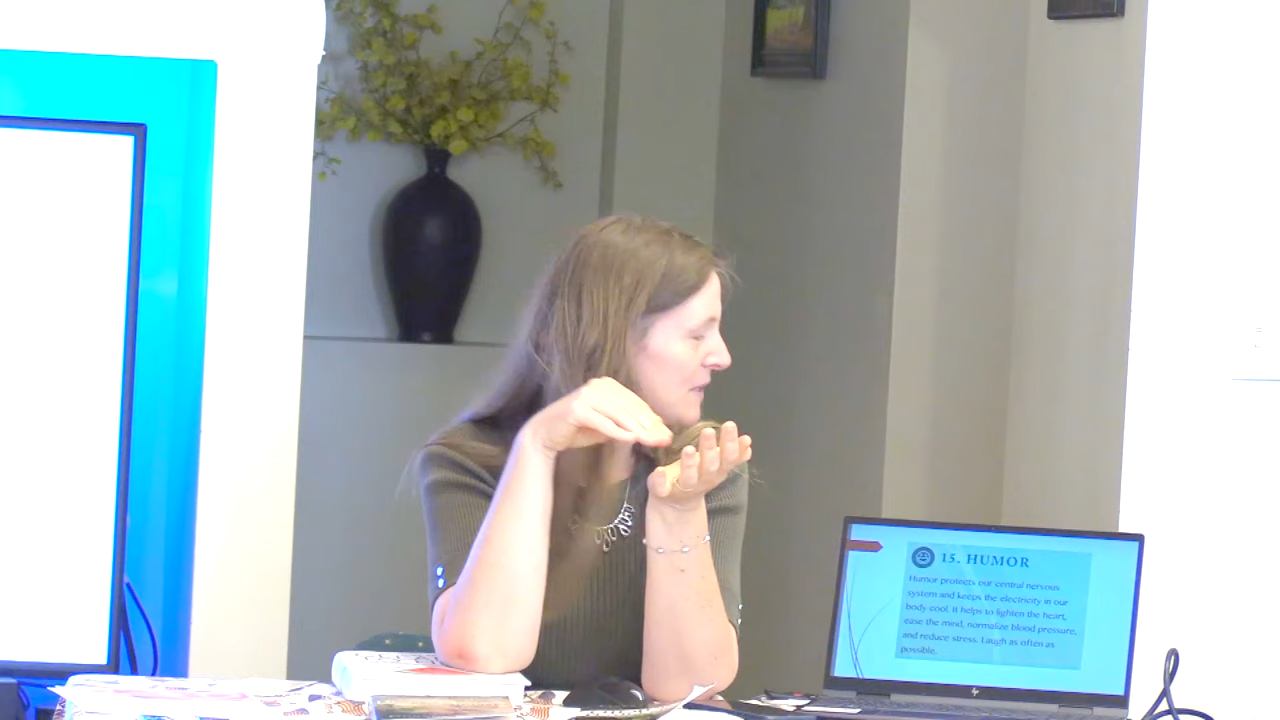 15. HUMOR
Humor protects our central nervous
system and keeps the electricity in our
body cool. It helps to lighten the heart,
ease the mind, normalize blood pressure,
and reduce stress. Laugh as often as
possible.
hp